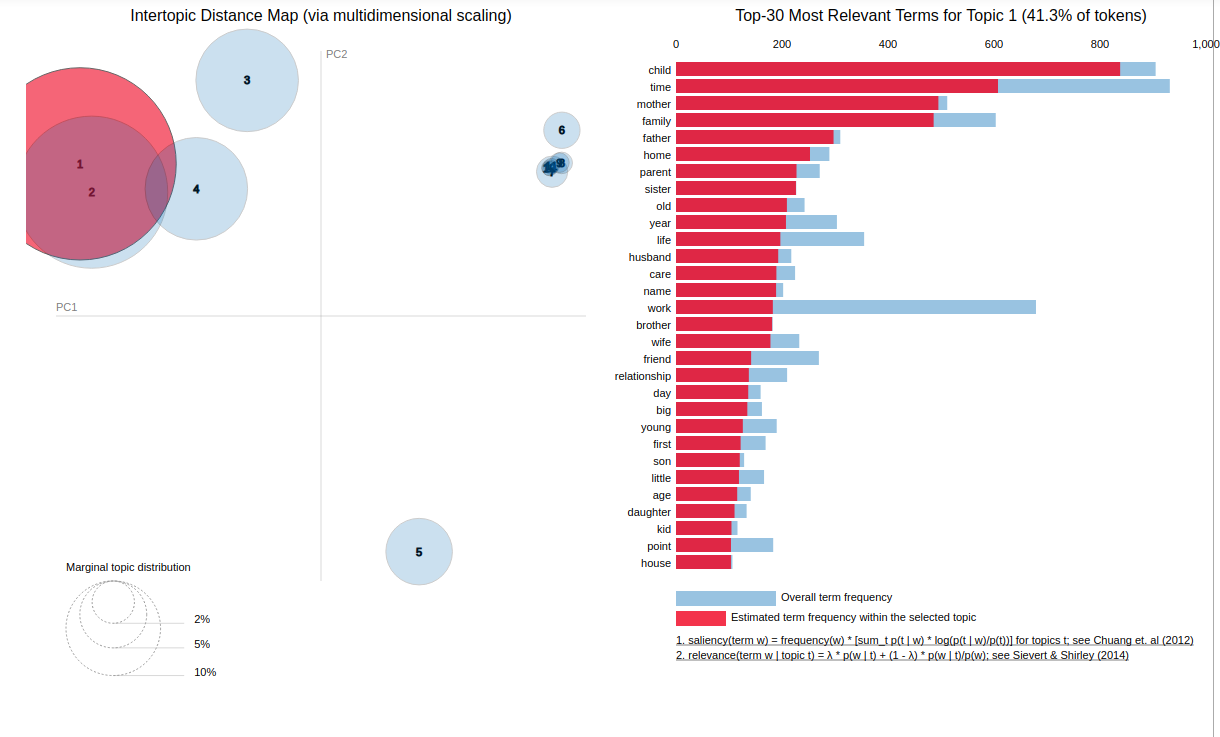 Intertopic Distance Map (via multidimensional scaling)
PC2
3
6
1
2
4
PC1
5
Marginal topic distribution
2%
5%
10%
Top-30 Most Relevant Terms for Topic 1 (41.3% of tokens)
0 200 400 600 800 1,000
child
time
mother
family
father
home
parent
sister
old
year
life
husband
care
name
work
brother
wife
friend
relationship
day
big
young
first
son
little
age
daughter
kid
point
house
Overall term frequency
Estimated term frequency within the selected topic
1. saliency(term w) = frequency(w) * [sum_t p(t | w) * log(p(t | w)/p(t))] for topics t; see Chuang et. al (2012)
2. relevance(term w | topic t) = λ * p(w | t) + (1 - λ) * p(w | t)/p(w); see Sievert & Shirley (2014)